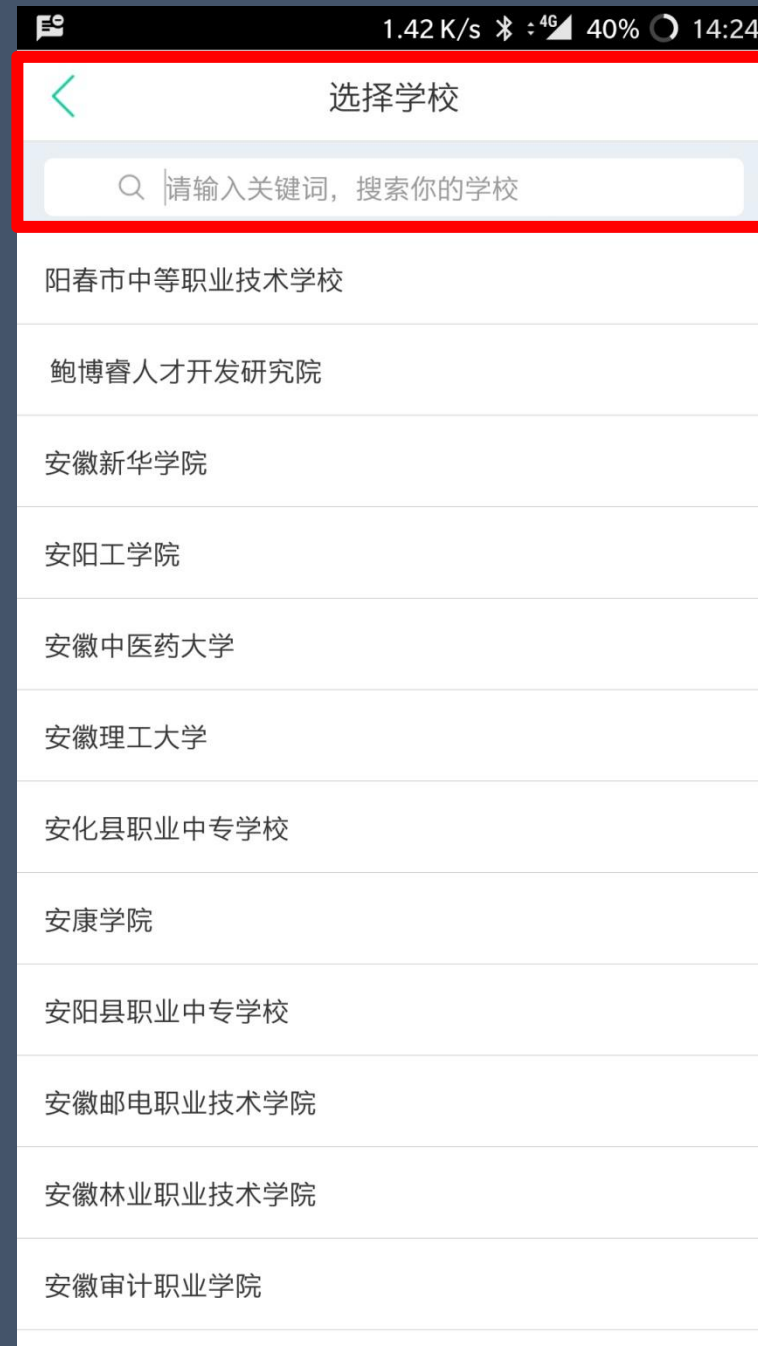 1.42 K/s 4G 40% 14:24
选择学校
请输入关键词，搜索你的学校
阳春市中等职业技术学校
鲍博睿人才开发研究院
安徽新华学院
安阳工学院
安徽中医药大学
安徽理工大学
安化县职业中专学校
安康学院
安阳县职业中专学校
安徽邮电职业技术学院
安徽林业职业技术学院
安徽审计职业学院